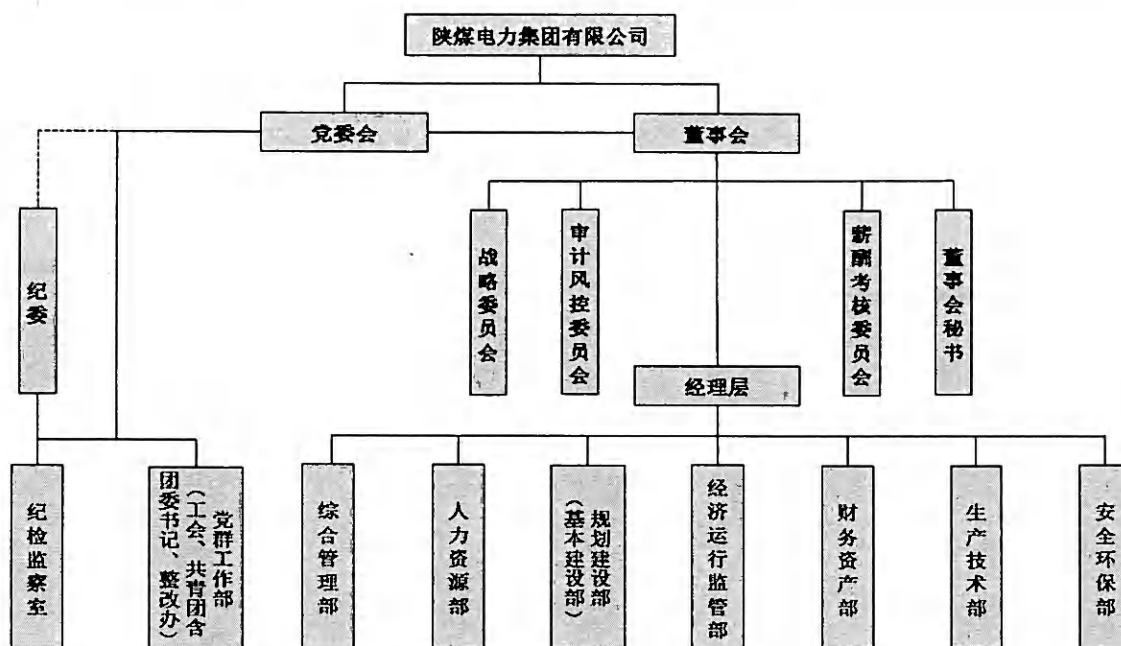 陕煤电力集团有限公司
党委会
董事会
纪委
战略委员会
审计风控委员会
薪酬考核委员会
董事会秘书
经理层
纪检监察室
党群工作部
（工会、共青团含
团委书记、整改办）
综合管理部
人力资源部
规划建设部
（基本建设部）
经济运行监管部
财务资产部
生产技术部
安全环保部